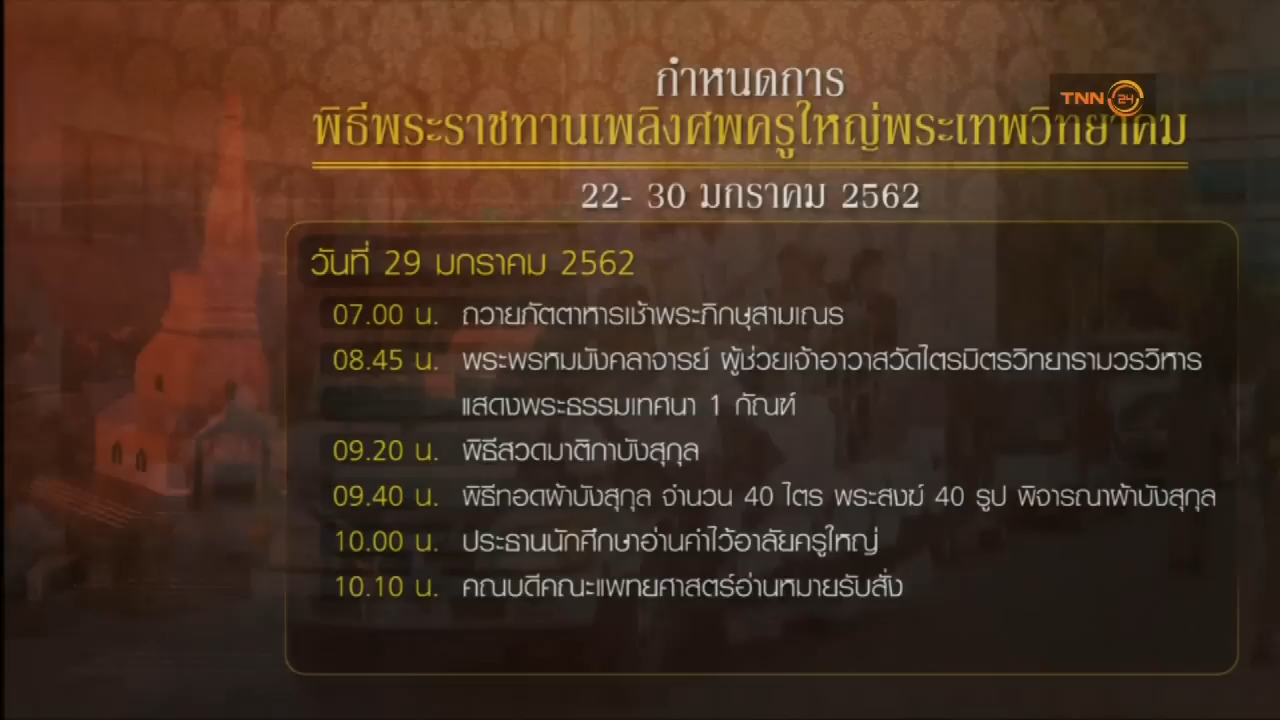 กำหนดการ
TNN 24
พิธีพระราชทานเพลิงศพครูใหญ่พระเทพวิทยาคม
22- 30 มกราคม 2562
วันที่ 29 มกราคม 2562
07.00 น. ถวายภัตตาหารเช้าพระภิกษุสามเณร
08.45 น. พระพรหมมังคลาจารย์ ผู้ช่วยเจ้าอาวาสวัดไตรมิตรวิทยารามวรวิหาร
แสดงพระธรรมเทศนา 1 กัณฑ์
09.20 น. พิธีสวดมาติกาบังสุกุล
09.40 น. พิธีทอดผ้าบังสุกุล จำนวน 40 ไตร พระสงฆ์ 40 รูป พิจารณาผ้าบังสุกุล
10.00 น. ประธานนักศึกษาอ่านคำไว้อาลัยครูใหญ่
10.10 น. คณบดีคณะแพทยศาสตร์อ่านหมายรับสั่ง